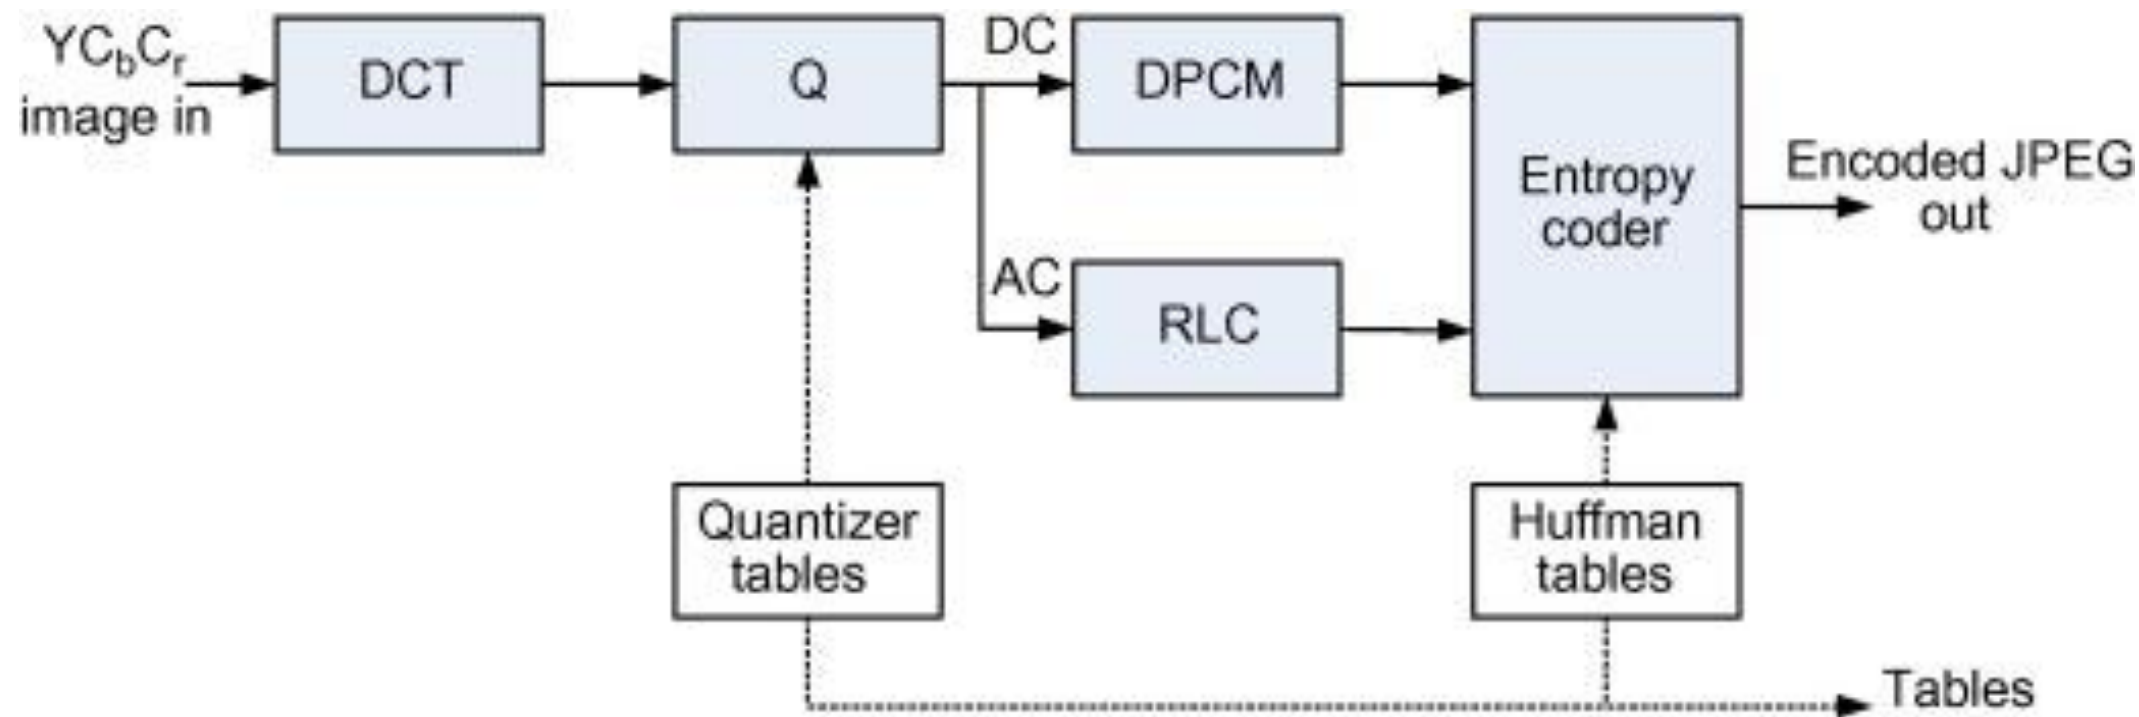 YCbCr
image in
DCT
Q
DC
DPCM
AC
RLC
Entropy
coder
Encoded JPEG
out
Quantizer
tables
Huffman
tables
Tables